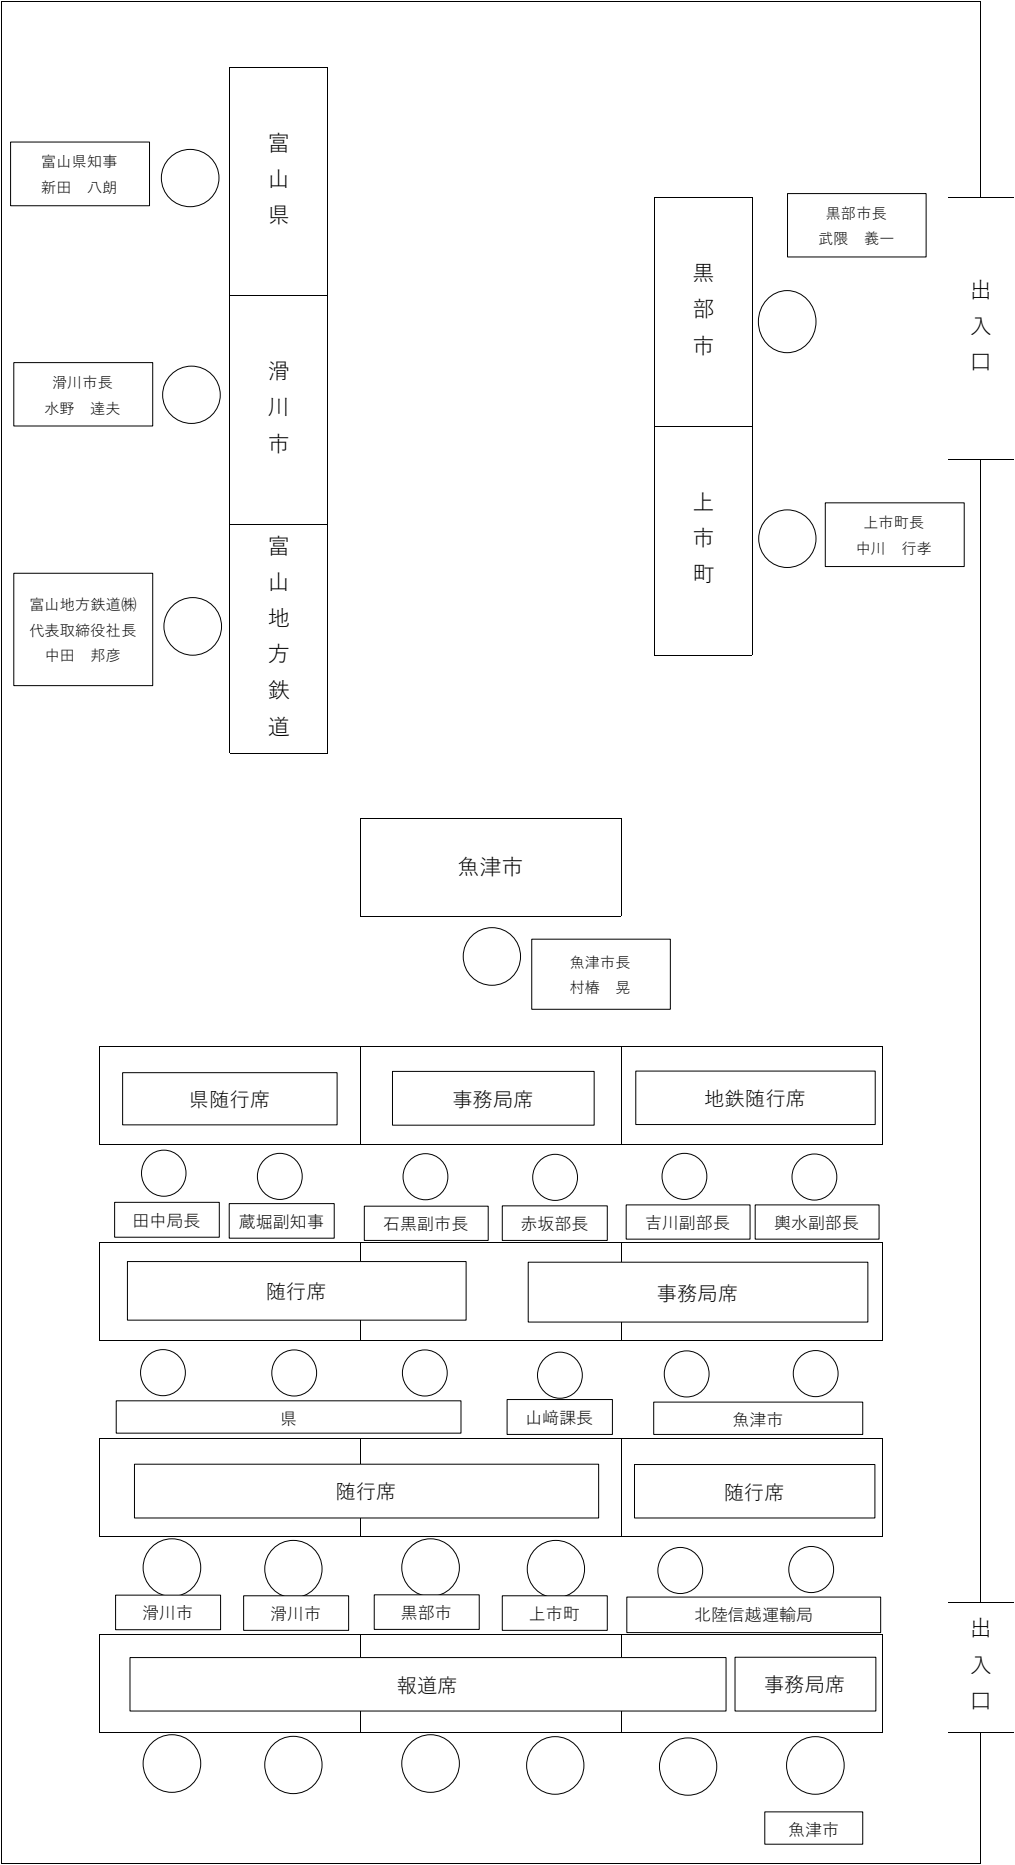 富山県
富山県知事
新田　八朗
黒部市長
武隈　義一
黒部市
出入口
滑川市
滑川市長
水野　達夫
上市町
上市町長
中川　行孝
富山地方鉄道
富山地方鉄道㈱
代表取締役社長
中田　邦彦
魚津市
魚津市長
村椿　晃
県随行席
事務局席
地鉄随行席
田中局長
蔵堀副知事
石黒副市長
赤坂部長
吉川副部長
輿水副部長
随行席
事務局席
県
山﨑課長
魚津市
随行席
随行席
滑川市
滑川市
黒部市
上市町
北陸信越運輸局
出入口
報道席
事務局席
魚津市